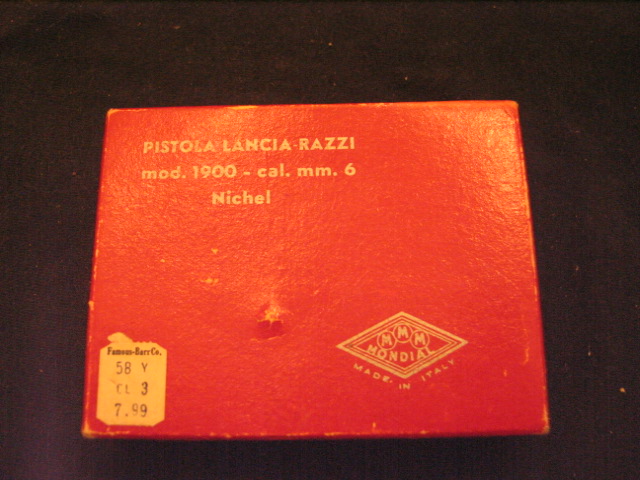 PISTOLA LANCIA-RAZZI
mod. 1900 - cal. mm. 6
Nichel
MMM
MONDIAL
MADE IN ITALY
Famous-Barr Co.
58 Y
CL 3
7.99